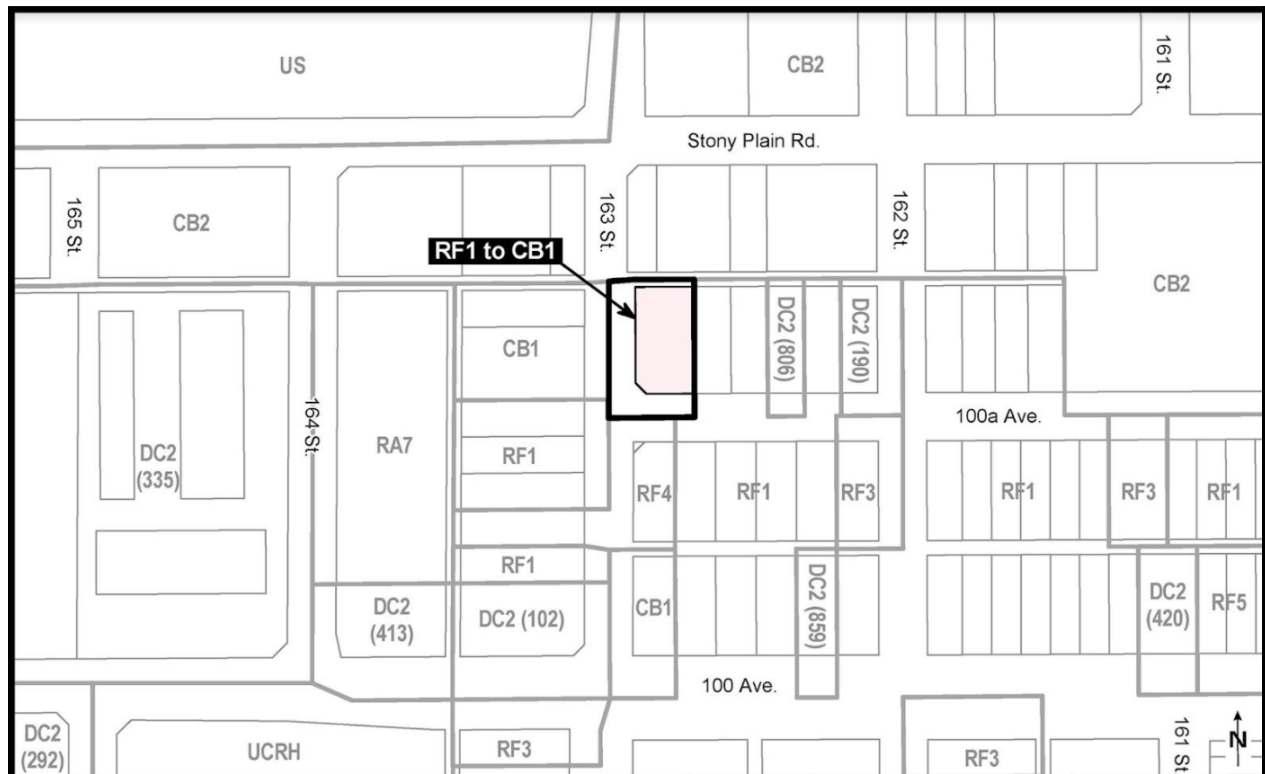 US
CB2
161 St.
Stony Plain Rd.
165 St.
CB2
163 St.
162 St.
RF1 to CB1
CB2
CB1
DC2 (806)
DC2 (190)
164 St.
100a Ave.
DC2
(335)
RA7
RF1
RF4
RF1
RF3
RF1
RF3
RF1
RF1
DC2
(413)
DC2 (102)
CB1
DC2 (859)
DC2
(420)
RF5
100 Ave.
DC2
(292)
UCRH
RF3
RF3
161 St.
N